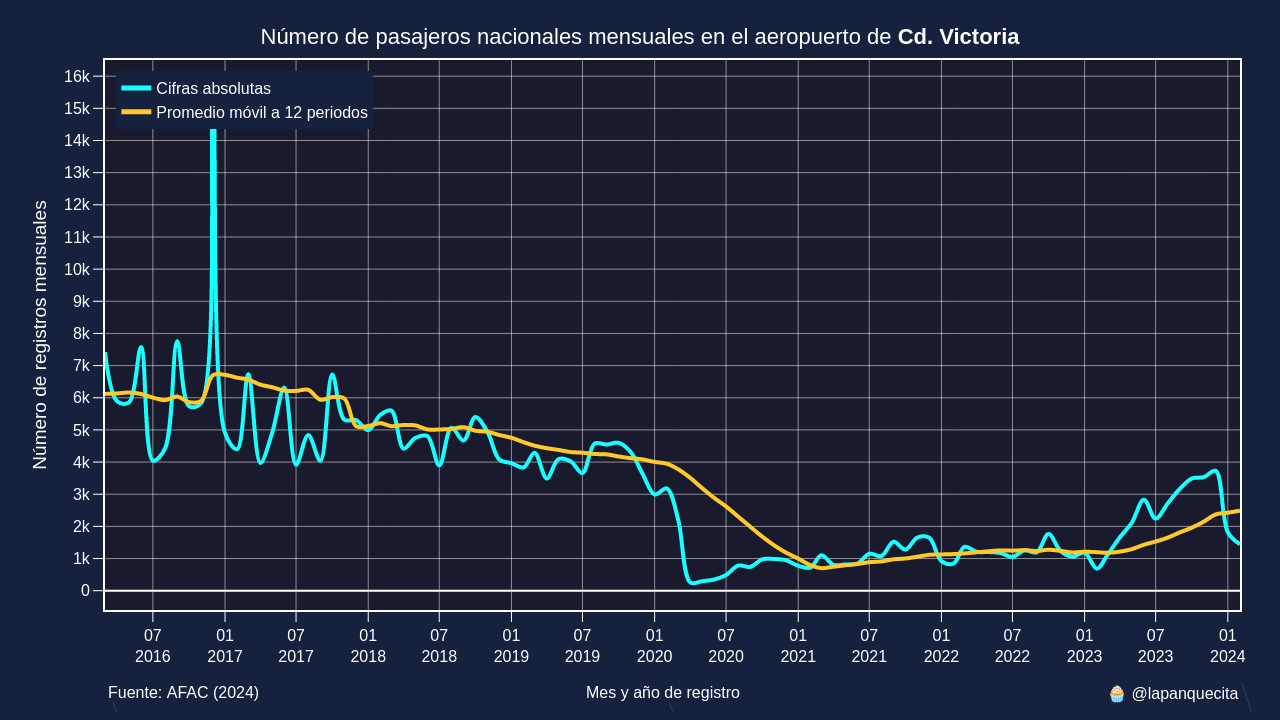 Número de pasajeros nacionales mensuales en el aeropuerto de Cd. Victoria
Cifras absolutas
Promedio móvil a 12 periodos
Número de registros mensuales
16k
15k
14k
13k
12k
11k
10k
9k
8k
7k
6k
5k
4k
3k
2k
1k
0
07 01 07 01 07 01 07 01 07 01 07 01 07 01 07 01
2016 2017 2017 2018 2018 2019 2019 2020 2020 2021 2021 2022 2022 2023 2023 2024
Fuente: AFAC (2024)
Mes y año de registro
🧁 @lapanquecita